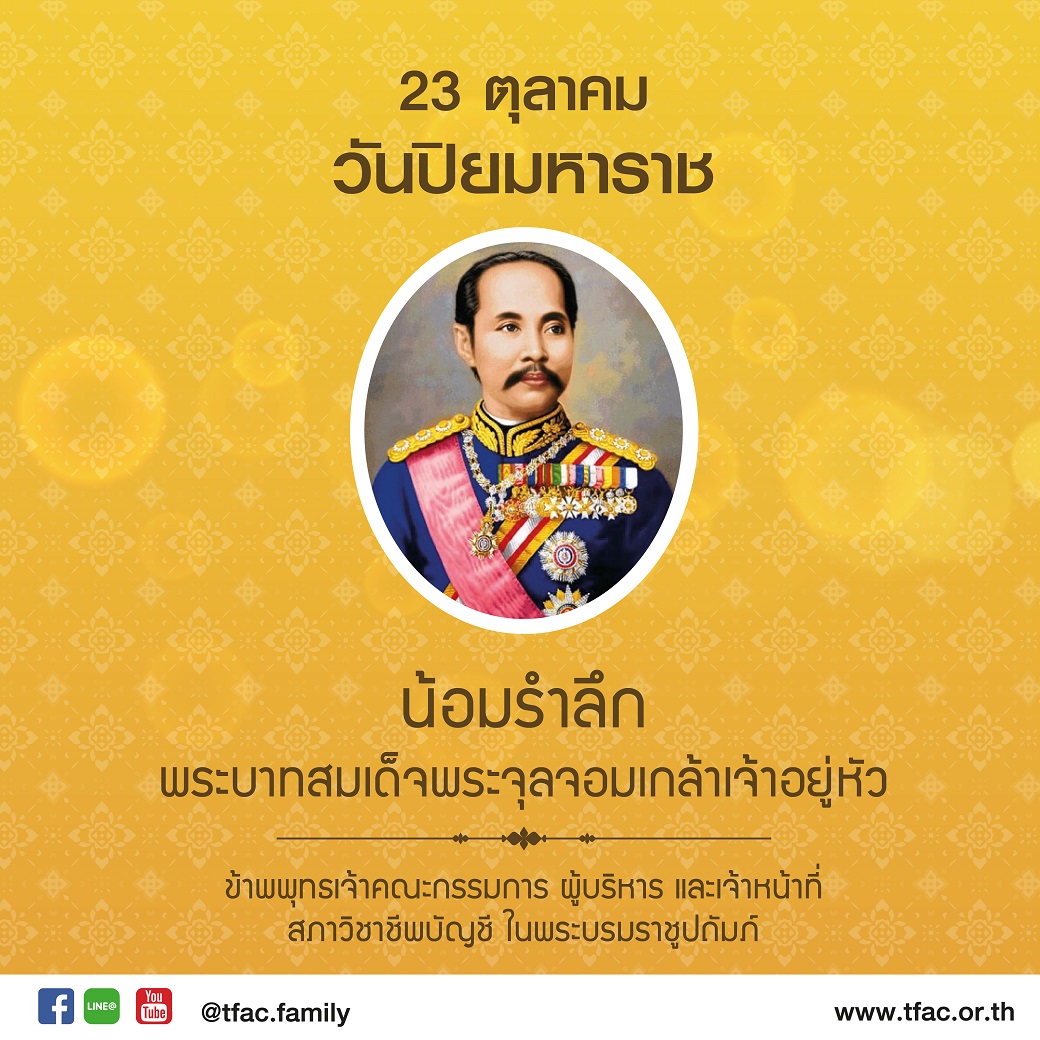 23 ตุลาคม
วันปิยมหาราช
น้อมรำลึก
พระบาทสมเด็จพระจุลจอมเกล้าเจ้าอยู่หัว
ข้าพพุทธเจ้าคณะกรรมการ ผู้บริหาร และเจ้าหน้าที่
สภาวิชาชีพบัญชี ในพระบรมราชูปถัมภ์
f LINE@ You Tube @tfac.family www.tfac.or.th